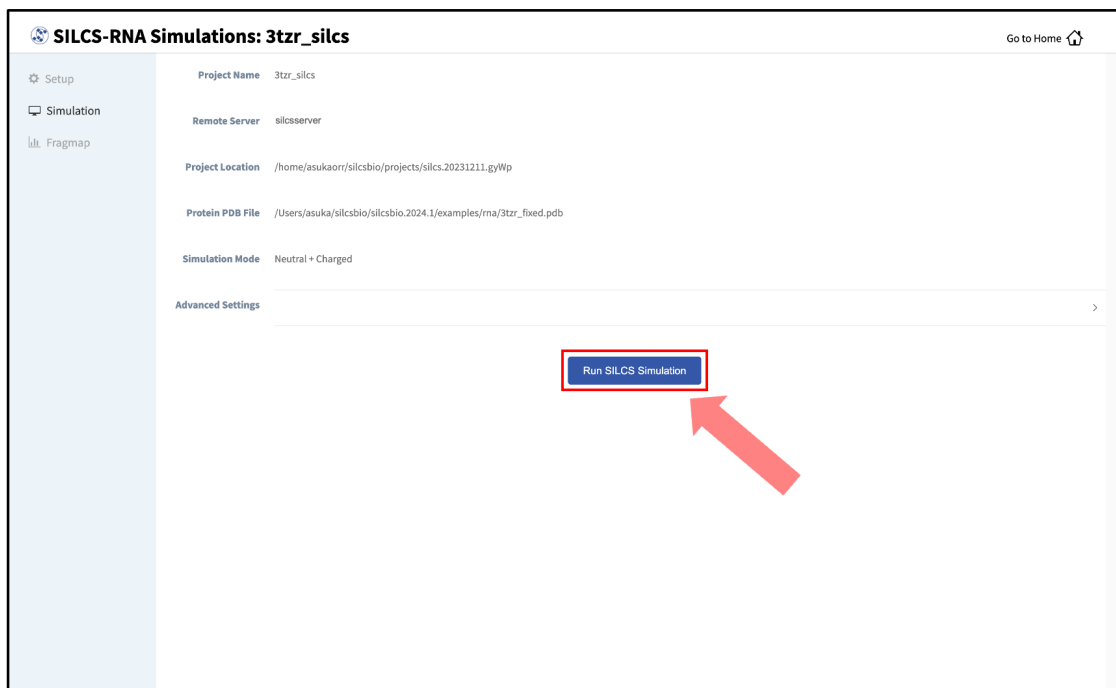 SILCS-RNA Simulations: 3tzr_silcs
Go to Home
Setup
Simulation
Fragmap
Project Name 3tzr_silcs
Remote Server silcsserver
Project Location /home/asukaorr/silcsbio/projects/silcs.20231211.gyWp
Protein PDB File /Users/asuka/silcsbio/silcsbio.2024.1/examples/rna/3tzr_fixed.pdb
Simulation Mode Neutral + Charged
Advanced Settings
Run SILCS Simulation